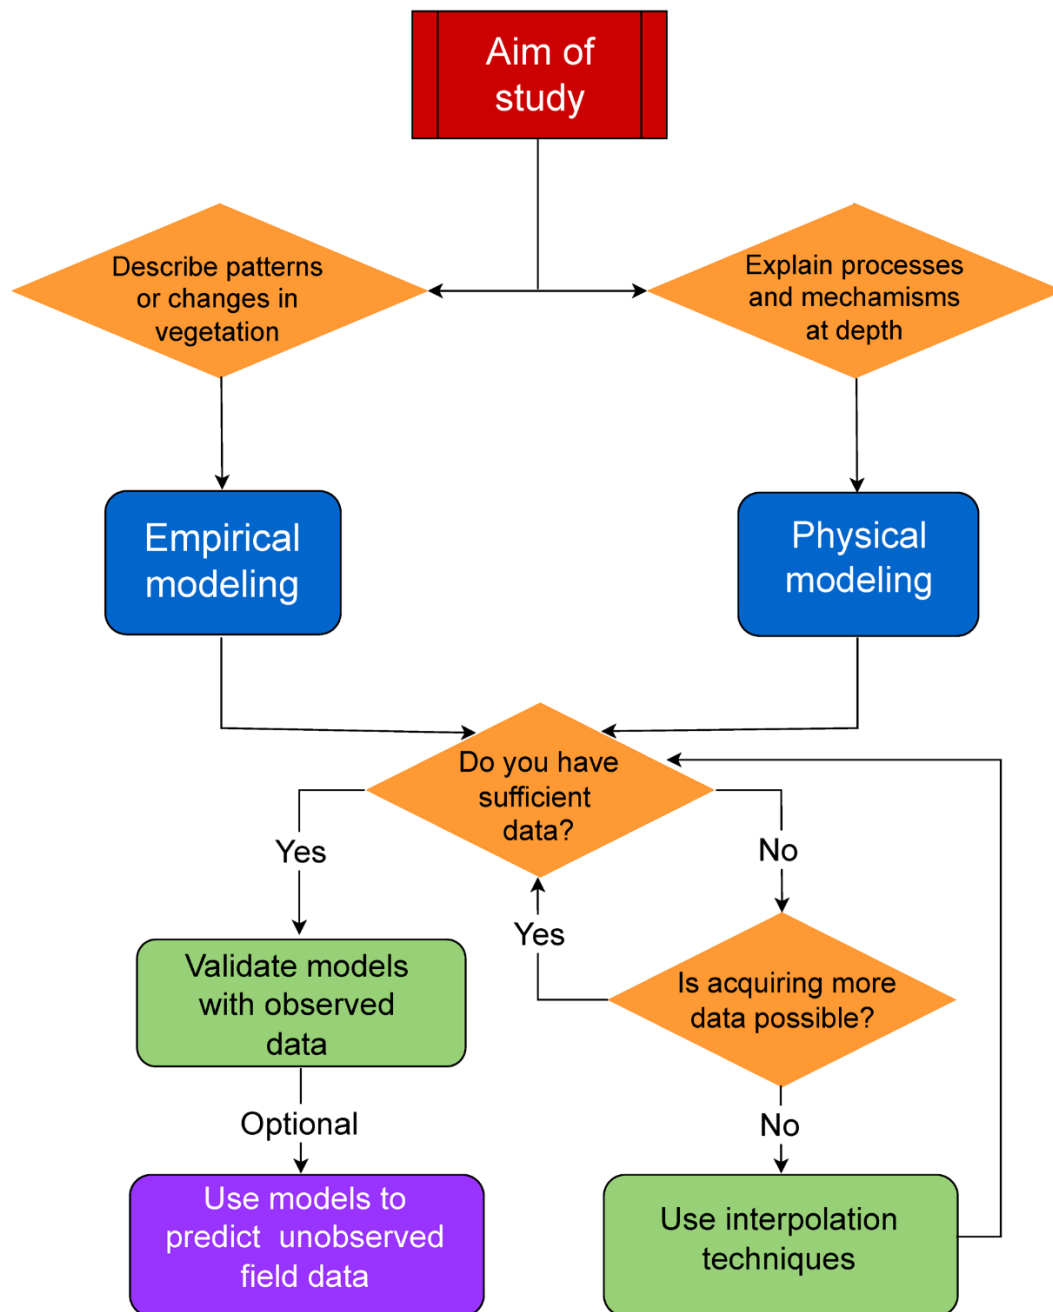 Aim of
study
Describe patterns
or changes in
vegetation
Explain processes
and mechamisms
at depth
Empirical
modeling
Physical
modeling
Do you have
sufficient
data?
Yes
No
Validate models
with observed
data
Yes
Is acquiring more
data possible?
Optional
No
Use models to
predict unobserved
field data
Use interpolation
techniques